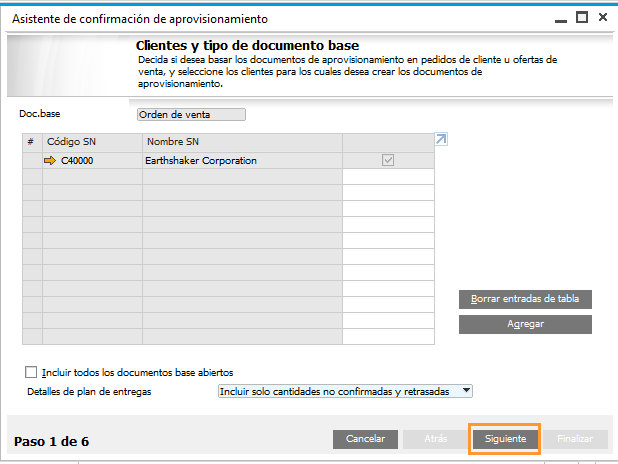 Asistente de confirmación de aprovisionamiento
Clientes y tipo de documento base
Decida si desea basar los documentos de aprovisionamiento en pedidos de cliente u ofertas de
venta, y seleccione los clientes para los cuales desea crear los documentos de
aprovisionamiento.
Doc.base Orden de venta
# Código SN Nombre SN
C40000 Earthshaker Corporation
Borrar entradas de tabla
Agregar
Incluir todos los documentos base abiertos
Detalles de plan de entregas Incluir solo cantidades no confirmadas y retrasadas
Paso 1 de 6 Cancelar Atrás Siguiente Finalizar